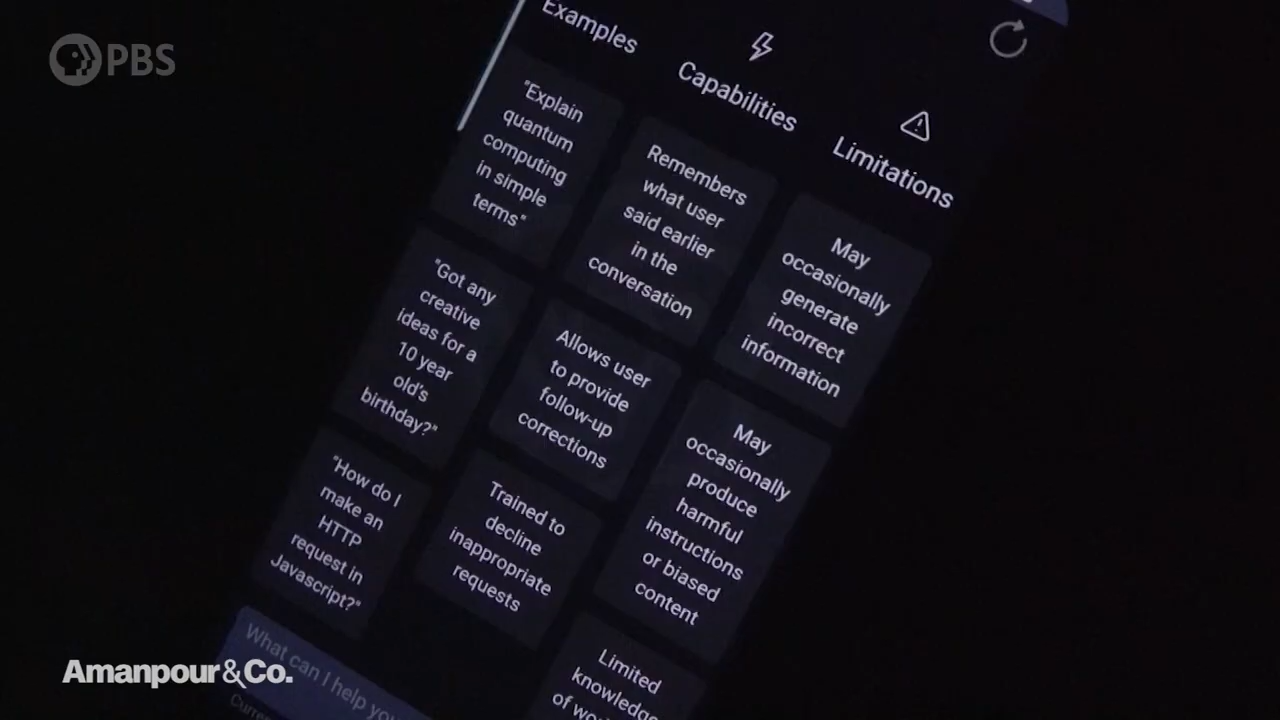 PBS
Examples
"Explain
quantum
computing
in simple
terms"
"Got any
creative
ideas for a
10 year
old's
birthday?"
"How do I
make an
HTTP
request in
Javascript?"
Capabilities
Remembers
what user
said earlier
in the
conversation
Allows user
to provide
follow-up
corrections
Trained to
decline
inappropriate
requests
Limitations
May
occasionally
generate
incorrect
information
May
occasionally
produce
harmful
instructions
or biased
content
Limited
knowledge
of
What can I help
Amanpour&Co.